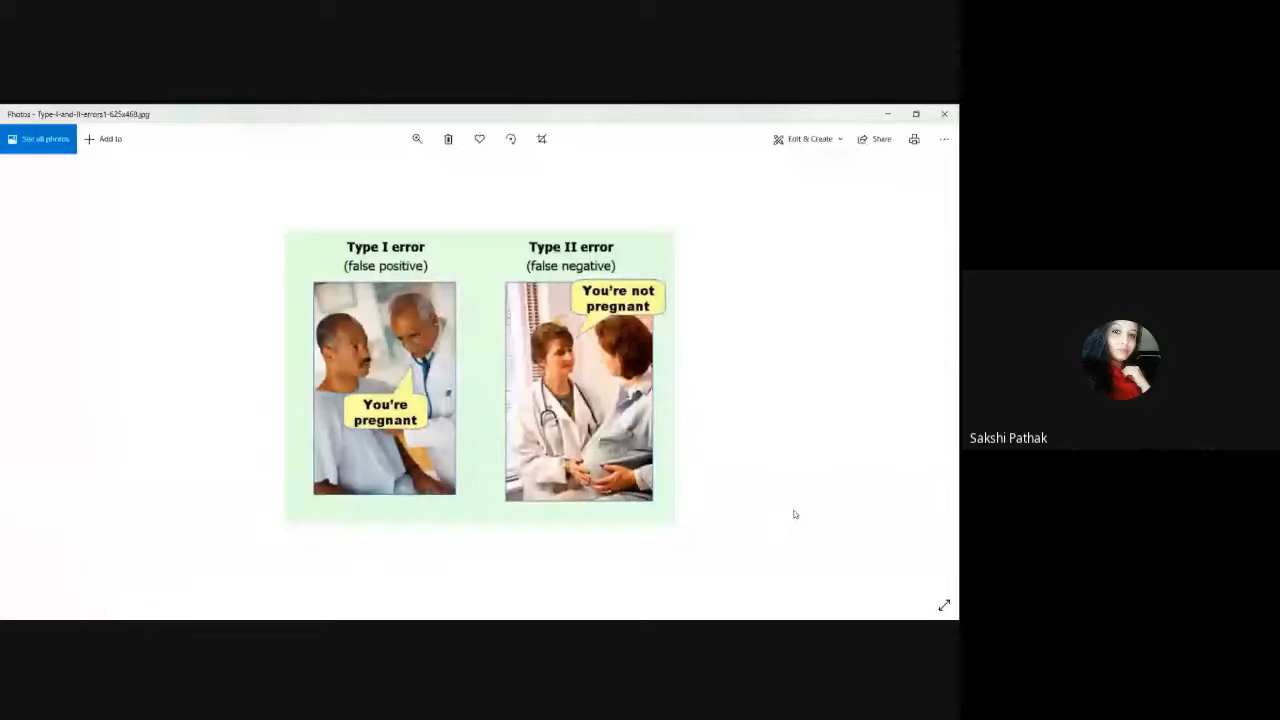 Photos - Type-I-and-II-errors1-625x468.jpg
See all photos
Add to
Edit & Create
Share
Type I error
(false positive)
You're
pregnant
Type II error
(false negative)
You're not
pregnant
Sakshi Pathak